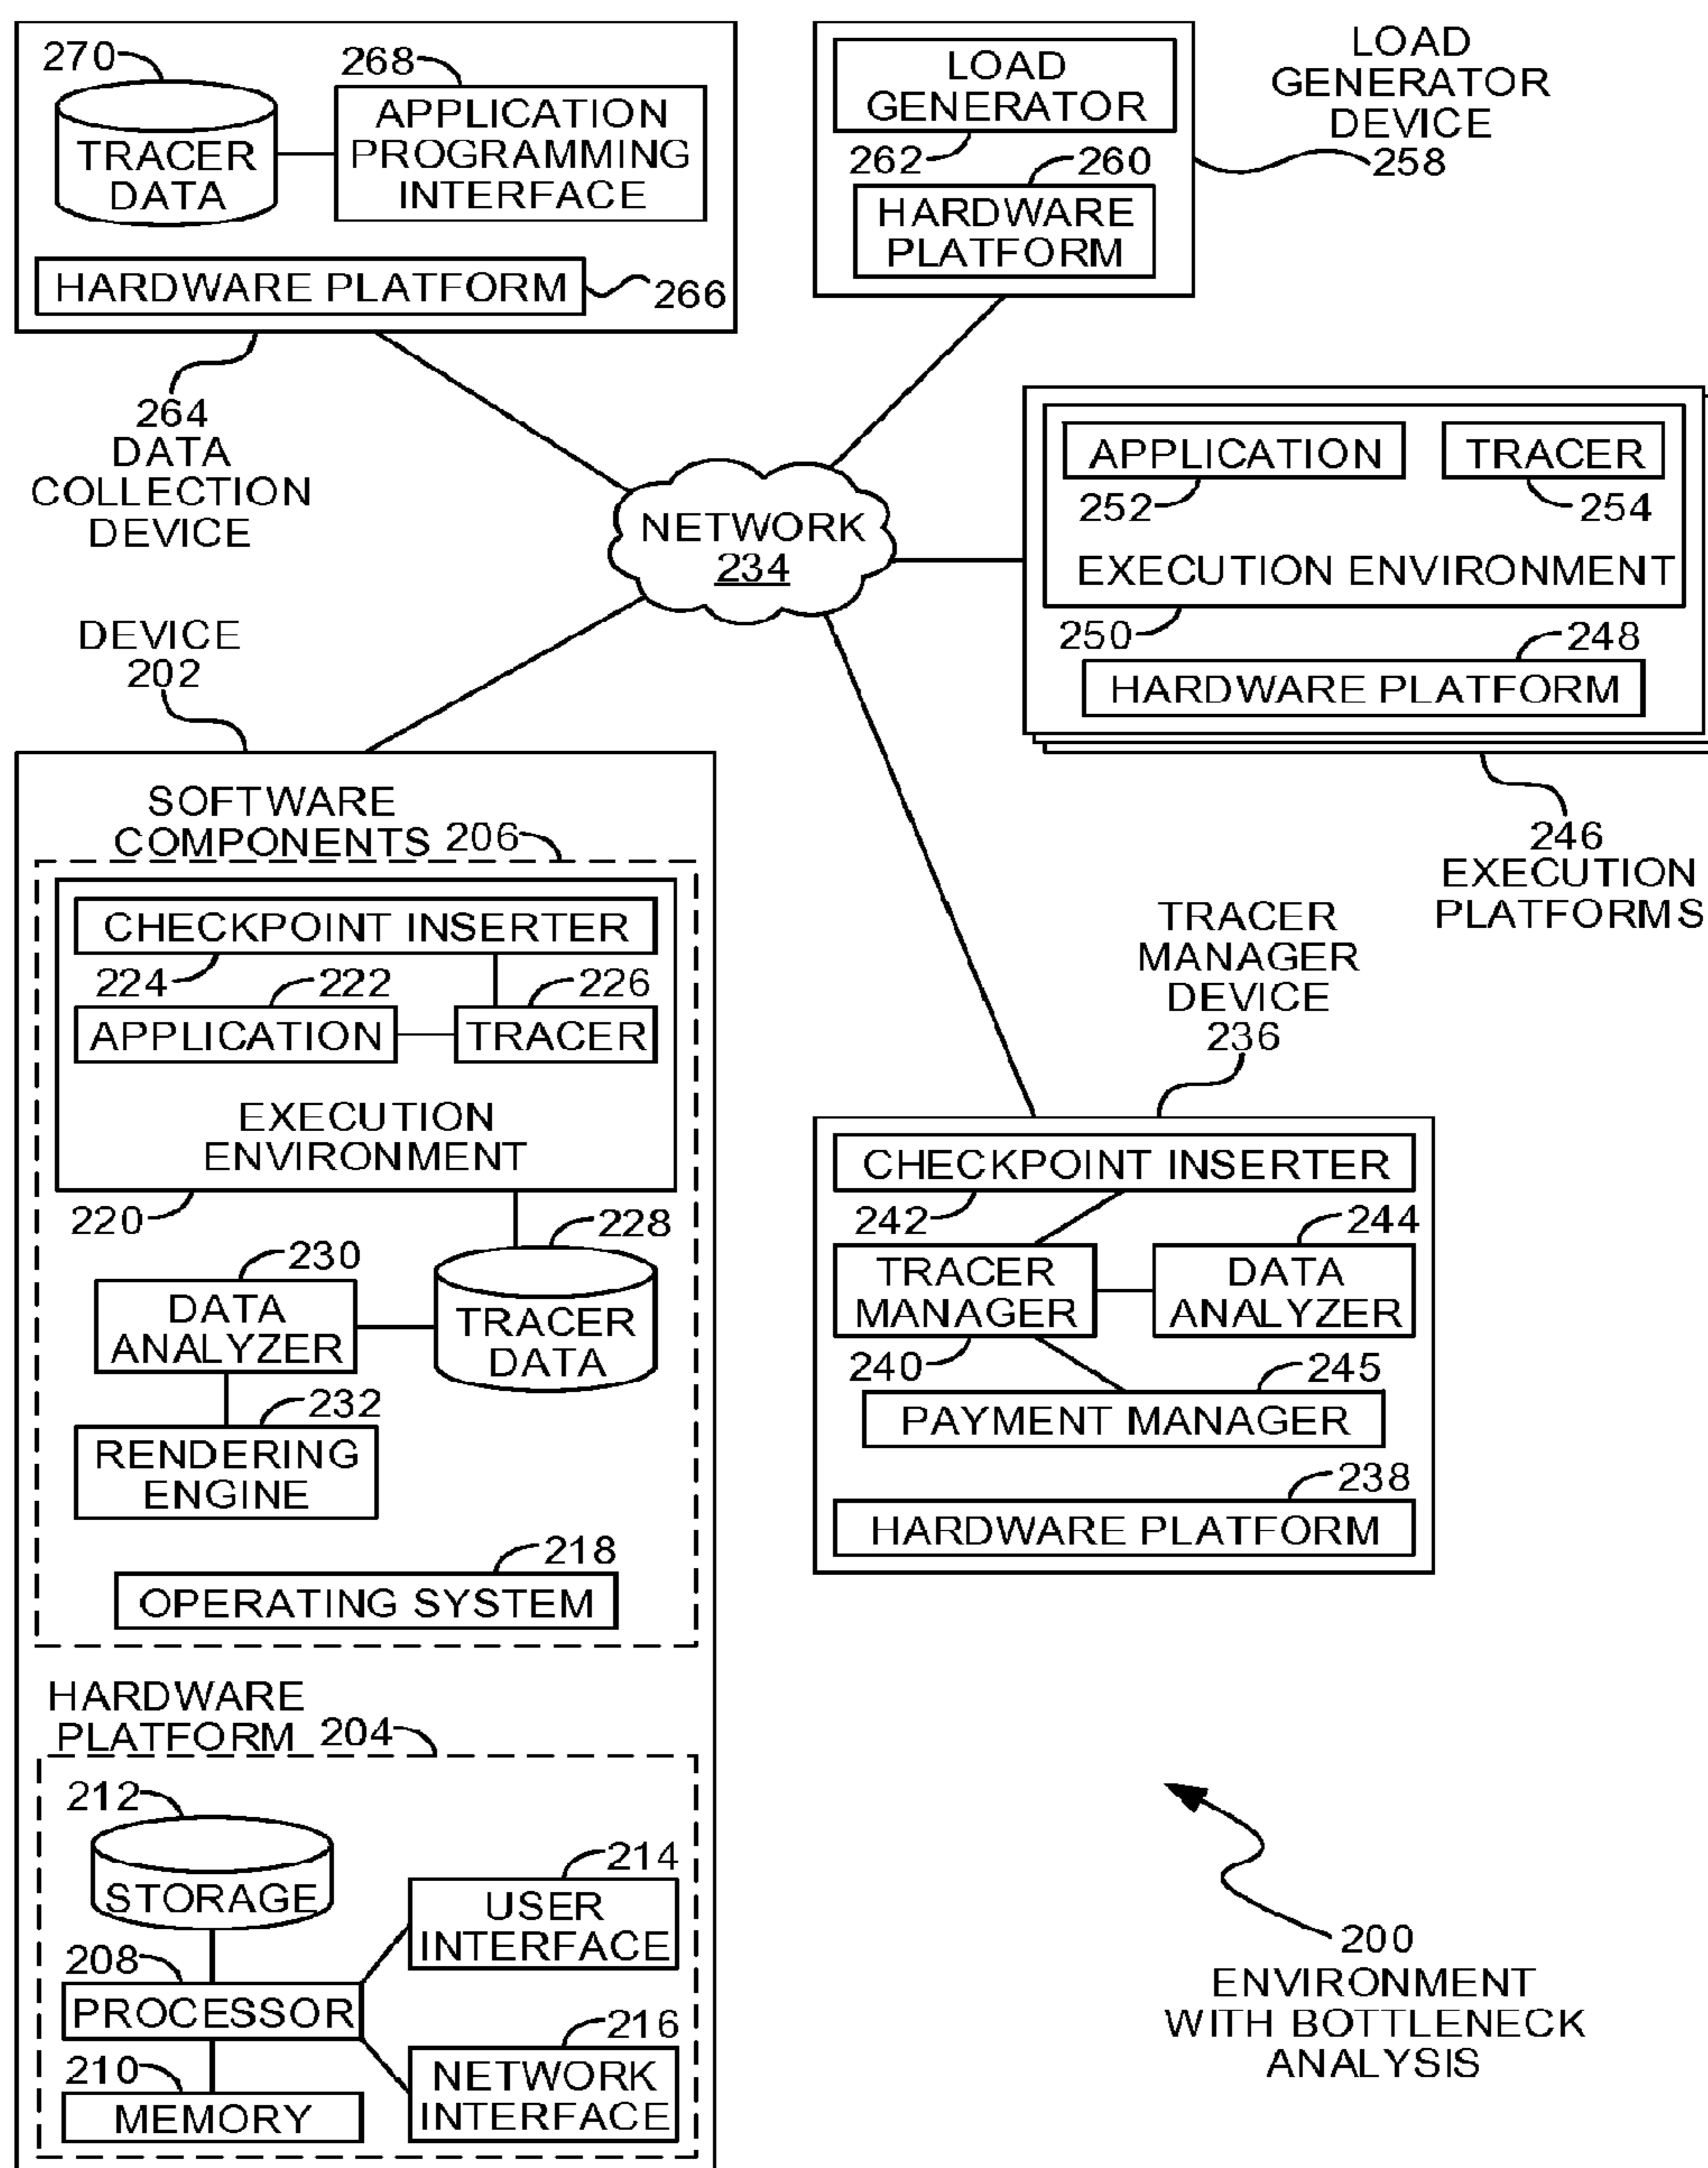 270
268
TRACER
DATA
APPLICATION
PROGRAMMING
INTERFACE
HARDWARE PLATFORM
266
264
DATA
COLLECTION
DEVICE
LOAD
GENERATOR
262
260
HARDWARE
PLATFORM
LOAD
GENERATOR
DEVICE
258
NETWORK
234
APPLICATION
TRACER
252
254
EXECUTION ENVIRONMENT
250
248
HARDWARE PLATFORM
246
EXECUTION
PLATFORMS
DEVICE
202
SOFTWARE
COMPONENTS 206
CHECKPOINT INSERTER
224
222
226
APPLICATION
TRACER
EXECUTION
ENVIRONMENT
220
228
230
DATA
ANALYZER
TRACER
DATA
232
RENDERING
ENGINE
218
OPERATING SYSTEM
HARDWARE
PLATFORM 204
212
STORAGE
214
USER
INTERFACE
208
PROCESSOR
216
NETWORK
INTERFACE
210
MEMORY
TRACER
MANAGER
DEVICE
236
CHECKPOINT INSERTER
242
244
TRACER
MANAGER
DATA
ANALYZER
240
245
PAYMENT MANAGER
238
HARDWARE PLATFORM
200
ENVIRONMENT
WITH BOTTLENECK
ANALYSIS